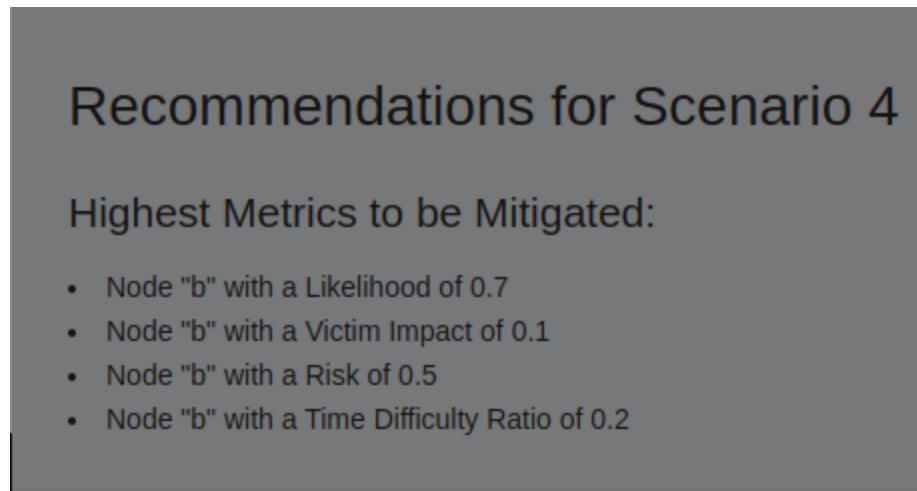 Recommendations for Scenario 4
Highest Metrics to be Mitigated:
• Node "b" with a Likelihood of 0.7
• Node "b" with a Victim Impact of 0.1
• Node "b" with a Risk of 0.5
• Node "b" with a Time Difficulty Ratio of 0.2